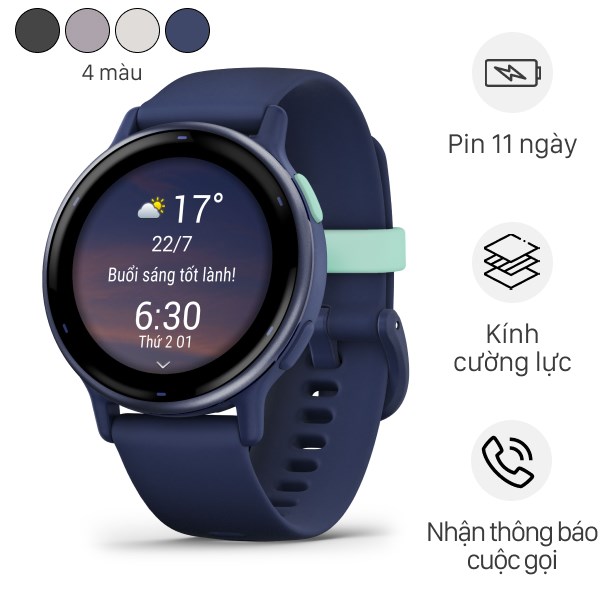 4 màu
17°
22/7
Buổi sáng tốt lành!
6:30
Thứ 2 01
Pin 11 ngày
Kính
cường lực
Nhận thông báo
cuộc gọi